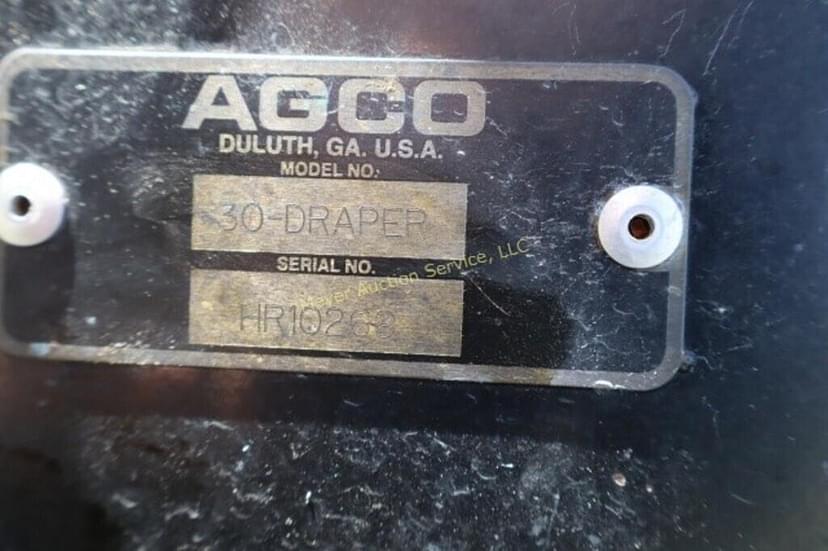 AGCO
DULUTH, GA. U.S.A.
MODEL NO.
30-DRAPER
SERIAL NO.
Meyer Auction Service, LLC
HR10263